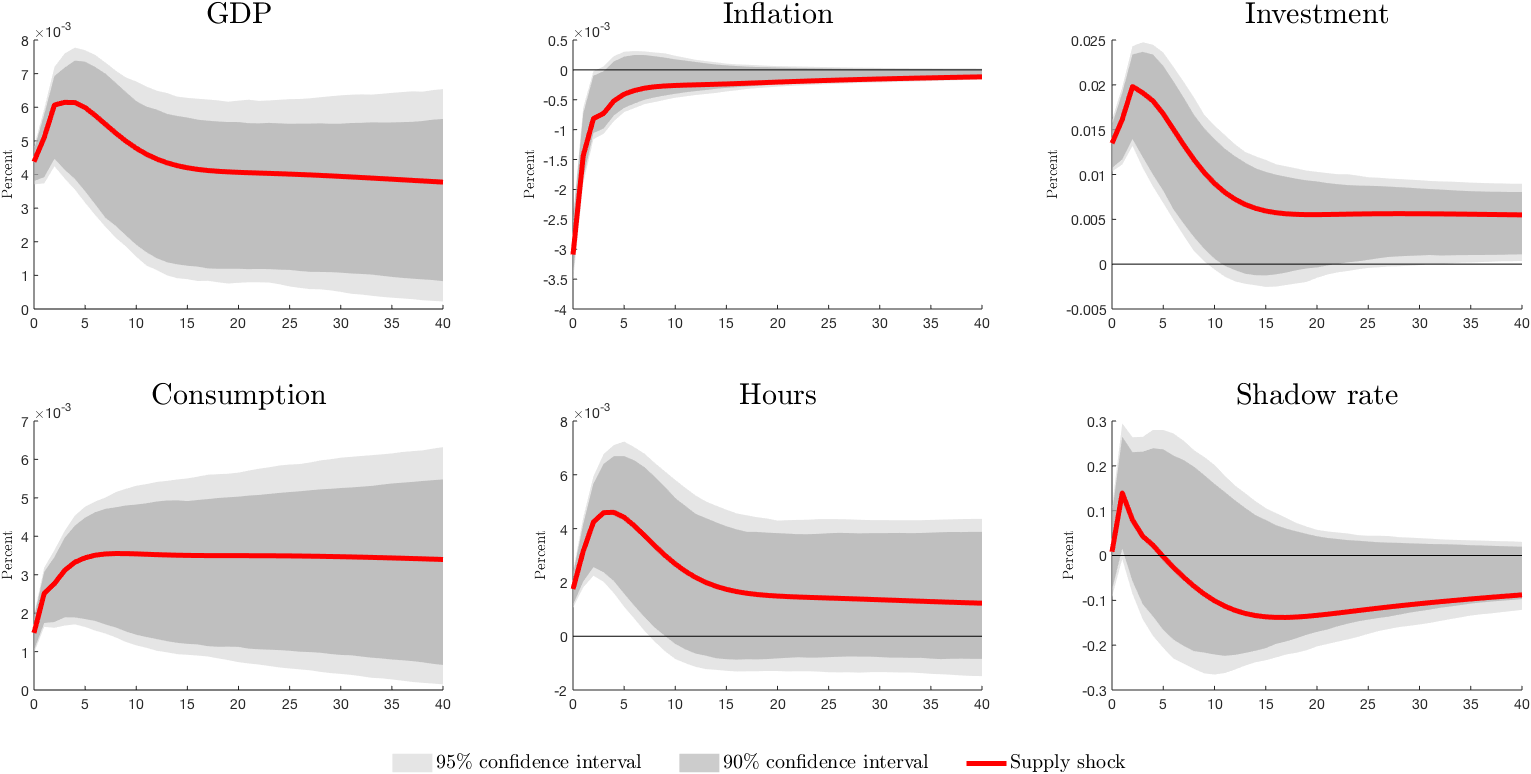 GDP
×10⁻³
8
7
6
5
4
3
2
1
0
Percent
0 5 10 15 20 25 30 35 40
Inflation
×10⁻³
0.5
0
-0.5
-1
-1.5
-2
-2.5
-3
-3.5
-4
Percent
0 5 10 15 20 25 30 35 40
Investment
0.025
0.02
0.015
0.01
0.005
0
-0.005
Percent
0 5 10 15 20 25 30 35 40
Consumption
×10⁻³
7
6
5
4
3
2
1
0
Percent
0 5 10 15 20 25 30 35 40
Hours
×10⁻³
8
6
4
2
0
-2
Percent
0 5 10 15 20 25 30 35 40
Shadow rate
0.3
0.2
0.1
0
-0.1
-0.2
-0.3
Percent
0 5 10 15 20 25 30 35 40
95% confidence interval 90% confidence interval Supply shock